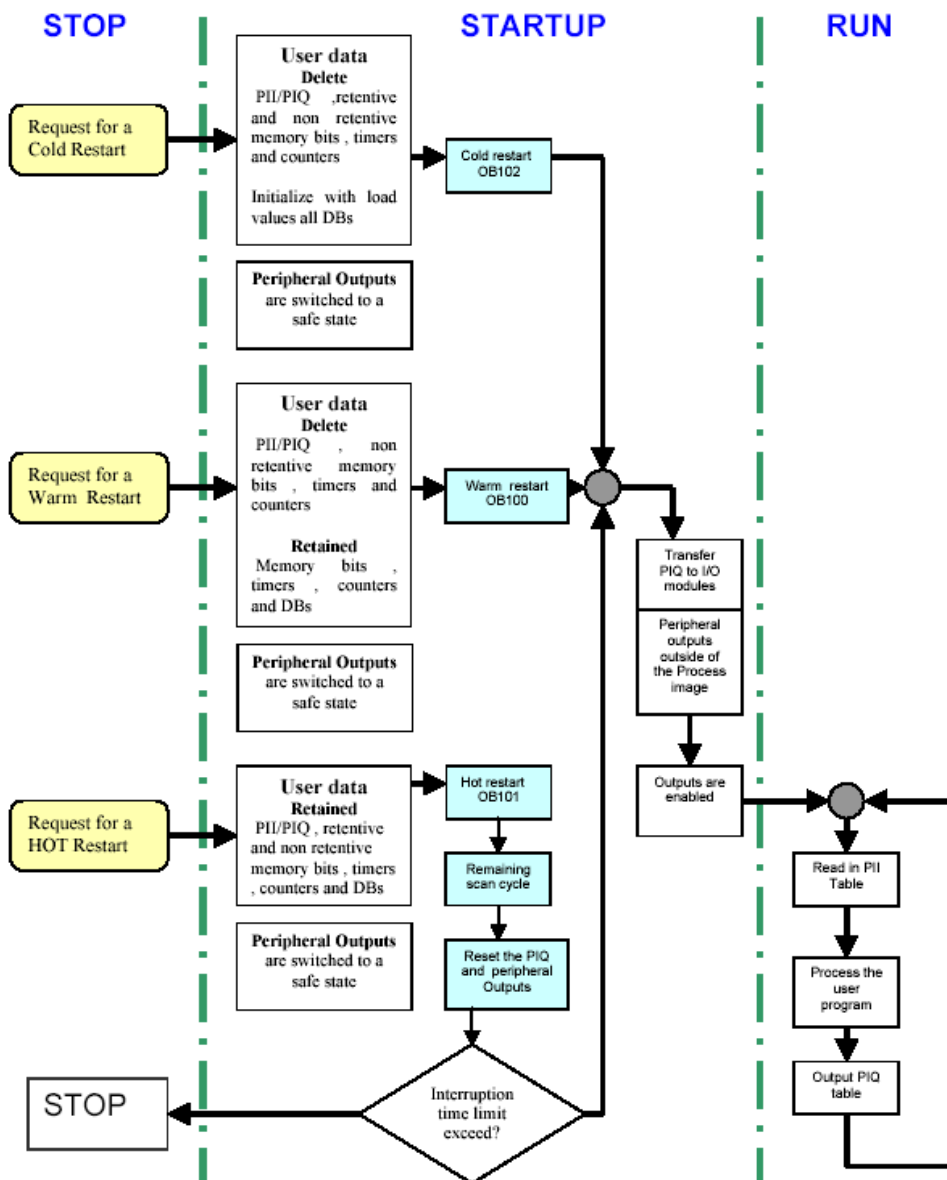 STOP
STARTUP
RUN
Request for a
Cold Restart
User data
Delete
PII/PIQ ,retentive
and non retentive
memory bits , timers
and counters
Initialize with load
values all DBs
Cold restart
OB102
Peripheral Outputs
are switched to a
safe state
Request for a
Warm Restart
User data
Delete
PII/PIQ , non
retentive memory
bits , timers and
counters
Retained
Memory bits ,
timers , counters
and DBs
Warm restart
OB100
Peripheral Outputs
are switched to a
safe state
Transfer
PIQ to I/O
modules
Peripheral
outputs
outside of
the Process
image
Outputs are
enabled
Request for a
HOT Restart
User data
Retained
PII/PIQ , retentive
and non retentive
memory bits , timers
, counters and DBs
Hot restart
OB101
Remaining
scan cycle
Reset the PIQ
and peripheral
Outputs
Peripheral Outputs
are switched to a
safe state
Interruption
time limit
exceed?
STOP
Read in PII
Table
Process the
user
program
Output PIQ
table